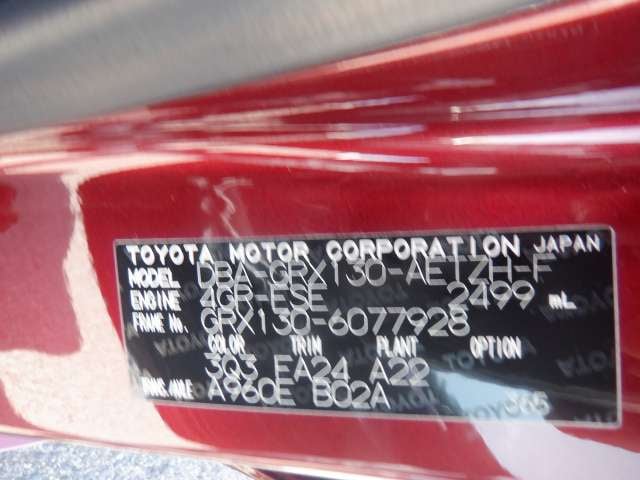 TOYOTA MOTOR CORPORATION JAPAN
MODEL DBA-GRX130-AETZH-F
ENGINE 4GR-FSE 2499 mL
FRAME No. GRX130-6077928
COLOR TRIM PLANT OPTION
3Q3 EA24 A22
TRANS./AXLE A960E B02A